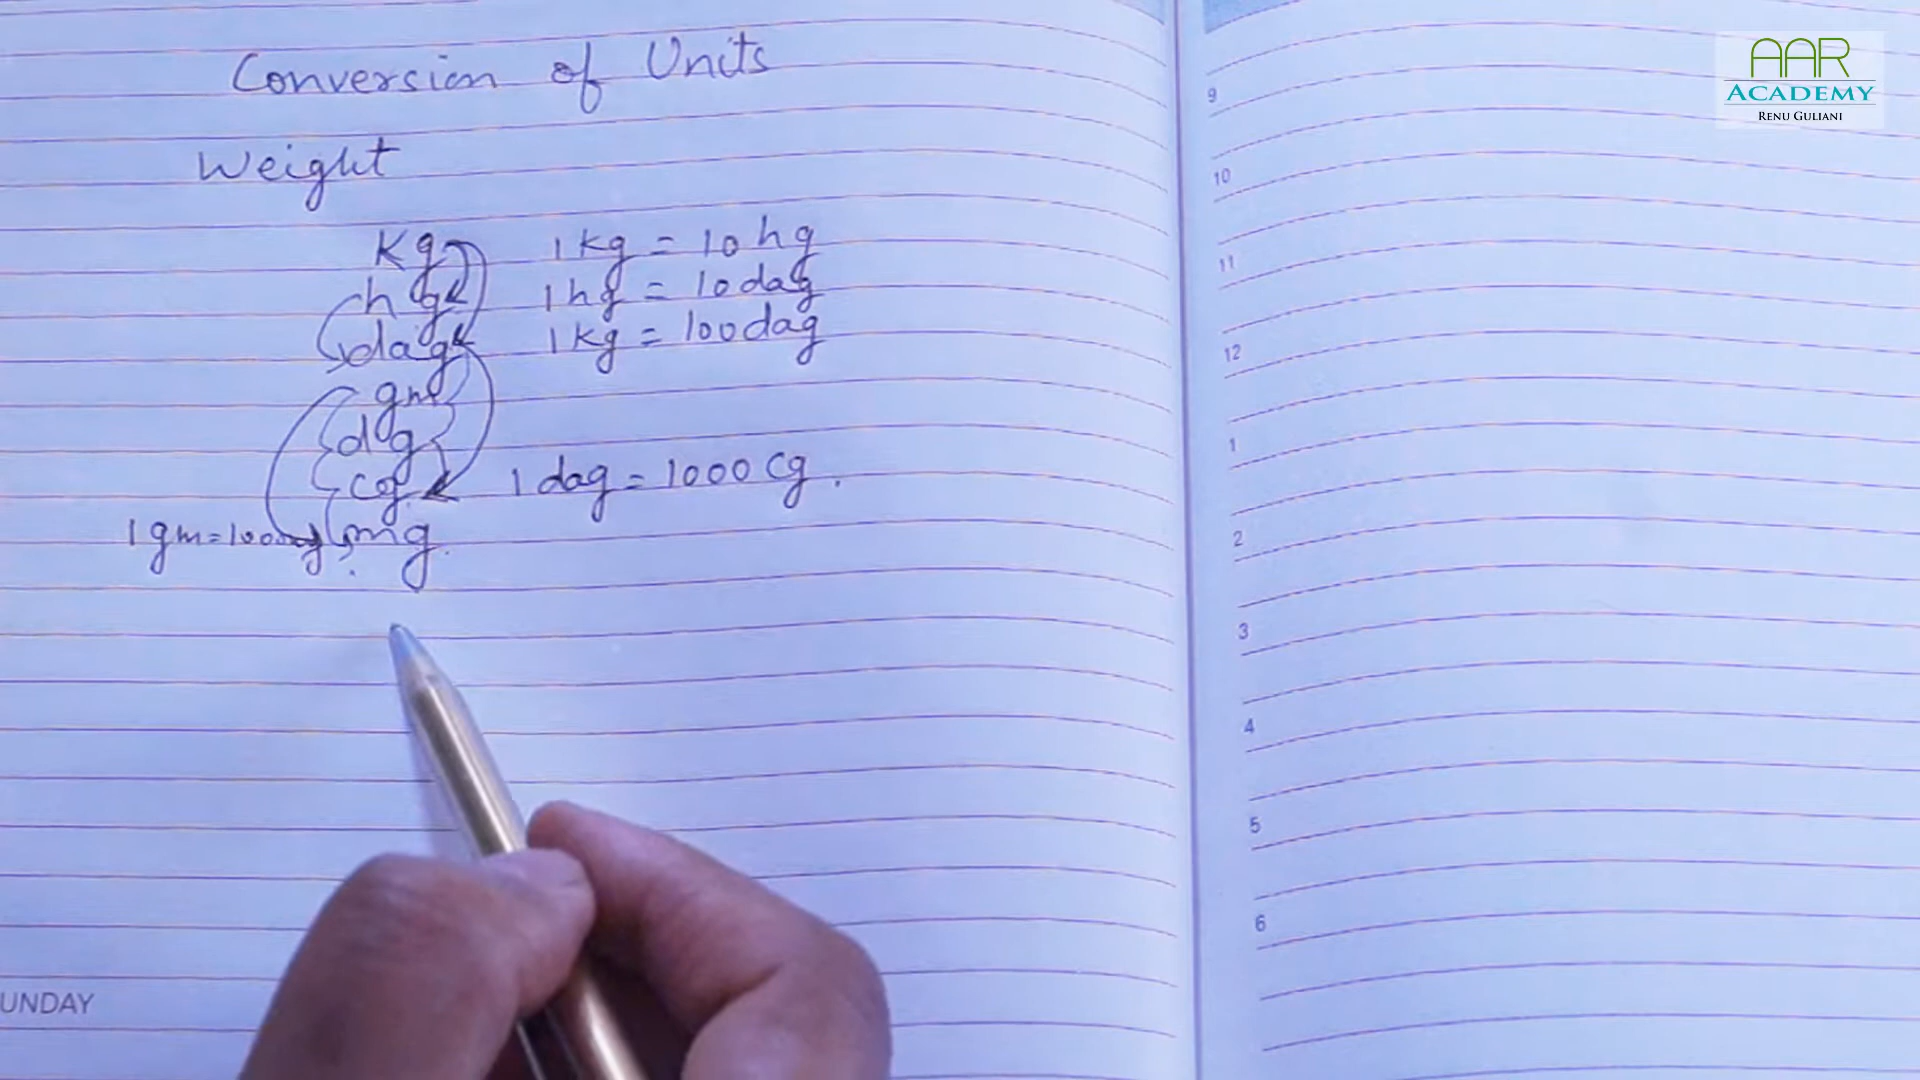 Conversion of Units
Weight
Kg 1 kg = 10 hg
hg 1 hg = 10 dag
dag 1 kg = 100 dag
gm
dg
cg 1 dag = 1000 cg.
1 gm = mg
AAR
ACADEMY
RENU GULIANI
9
10
11
12
1
2
3
4
5
6
UNDAY